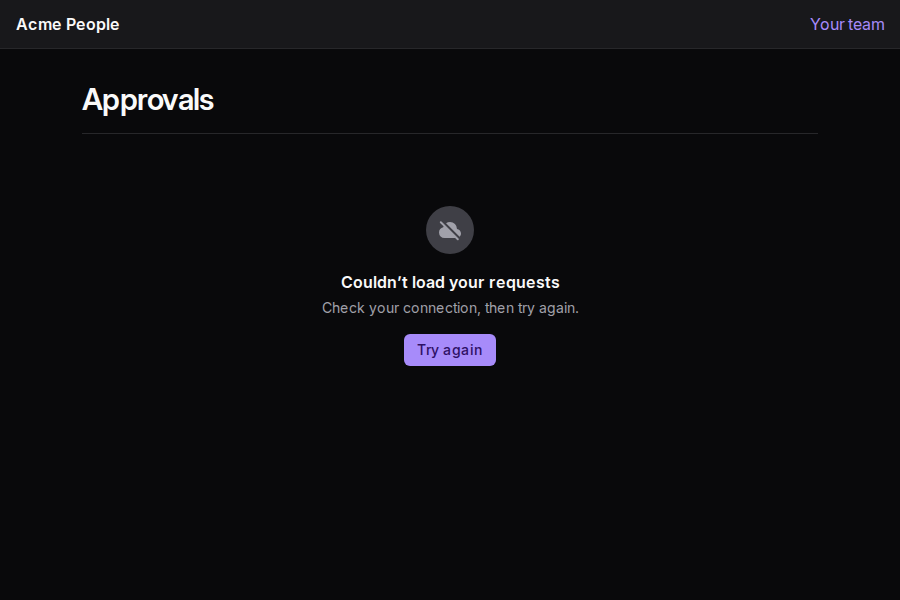 Acme People
Your team
Approvals
Couldn’t load your requests
Check your connection, then try again.
Try again